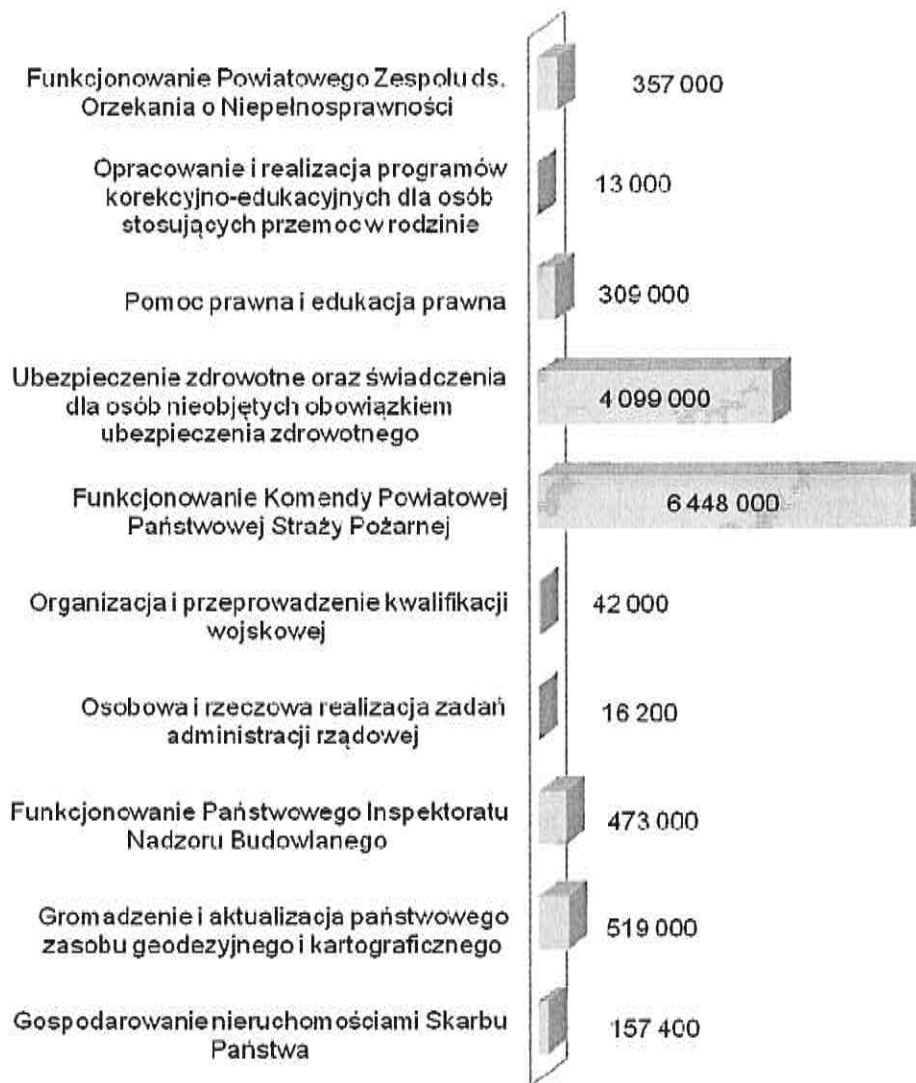 Funkcjonowanie Powiatowego Zespołu ds.
Orzekania o Niepełnosprawności
357 000
Opracowanie i realizacja programów
korekcyjno-edukacyjnych dla osób
stosujących przemoc w rodzinie
13 000
Pomoc prawna i edukacja prawna
309 000
Ubezpieczenie zdrowotne oraz świadczenia
dla osób nieobjętych obowiązkiem
ubezpieczenia zdrowotnego
4 099 000
Funkcjonowanie Komendy Powiatowej
Państwowej Straży Pożarnej
6 448 000
Organizacja i przeprowadzenie kwalifikacji
wojskowej
42 000
Osobowa i rzeczowa realizacja zadań
administracji rządowej
16 200
Funkcjonowanie Państwowego Inspektoratu
Nadzoru Budowlanego
473 000
Gromadzenie i aktualizacja państwowego
zasobu geodezyjnego i kartograficznego
519 000
Gospodarowanie nieruchomościami Skarbu
Państwa
157 400